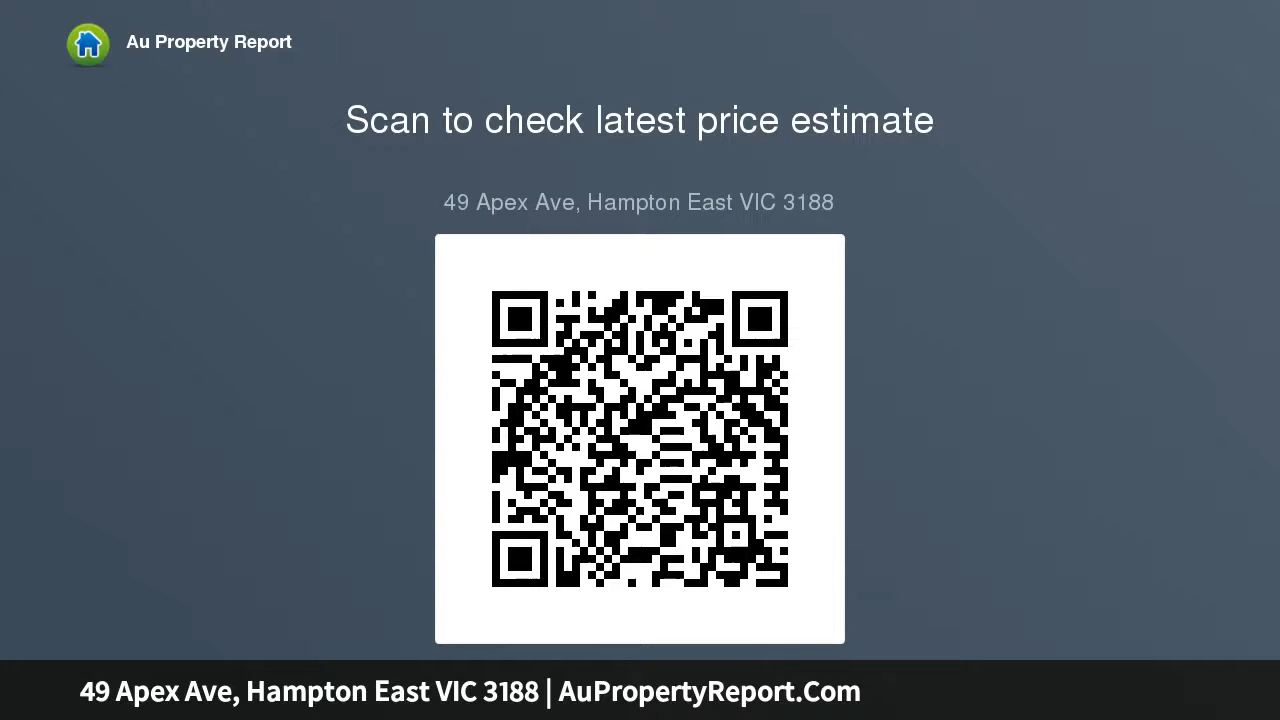 Au Property Report
Scan to check latest price estimate
49 Apex Ave, Hampton East VIC 3188
49 Apex Ave, Hampton East VIC 3188 | AuPropertyReport.Com